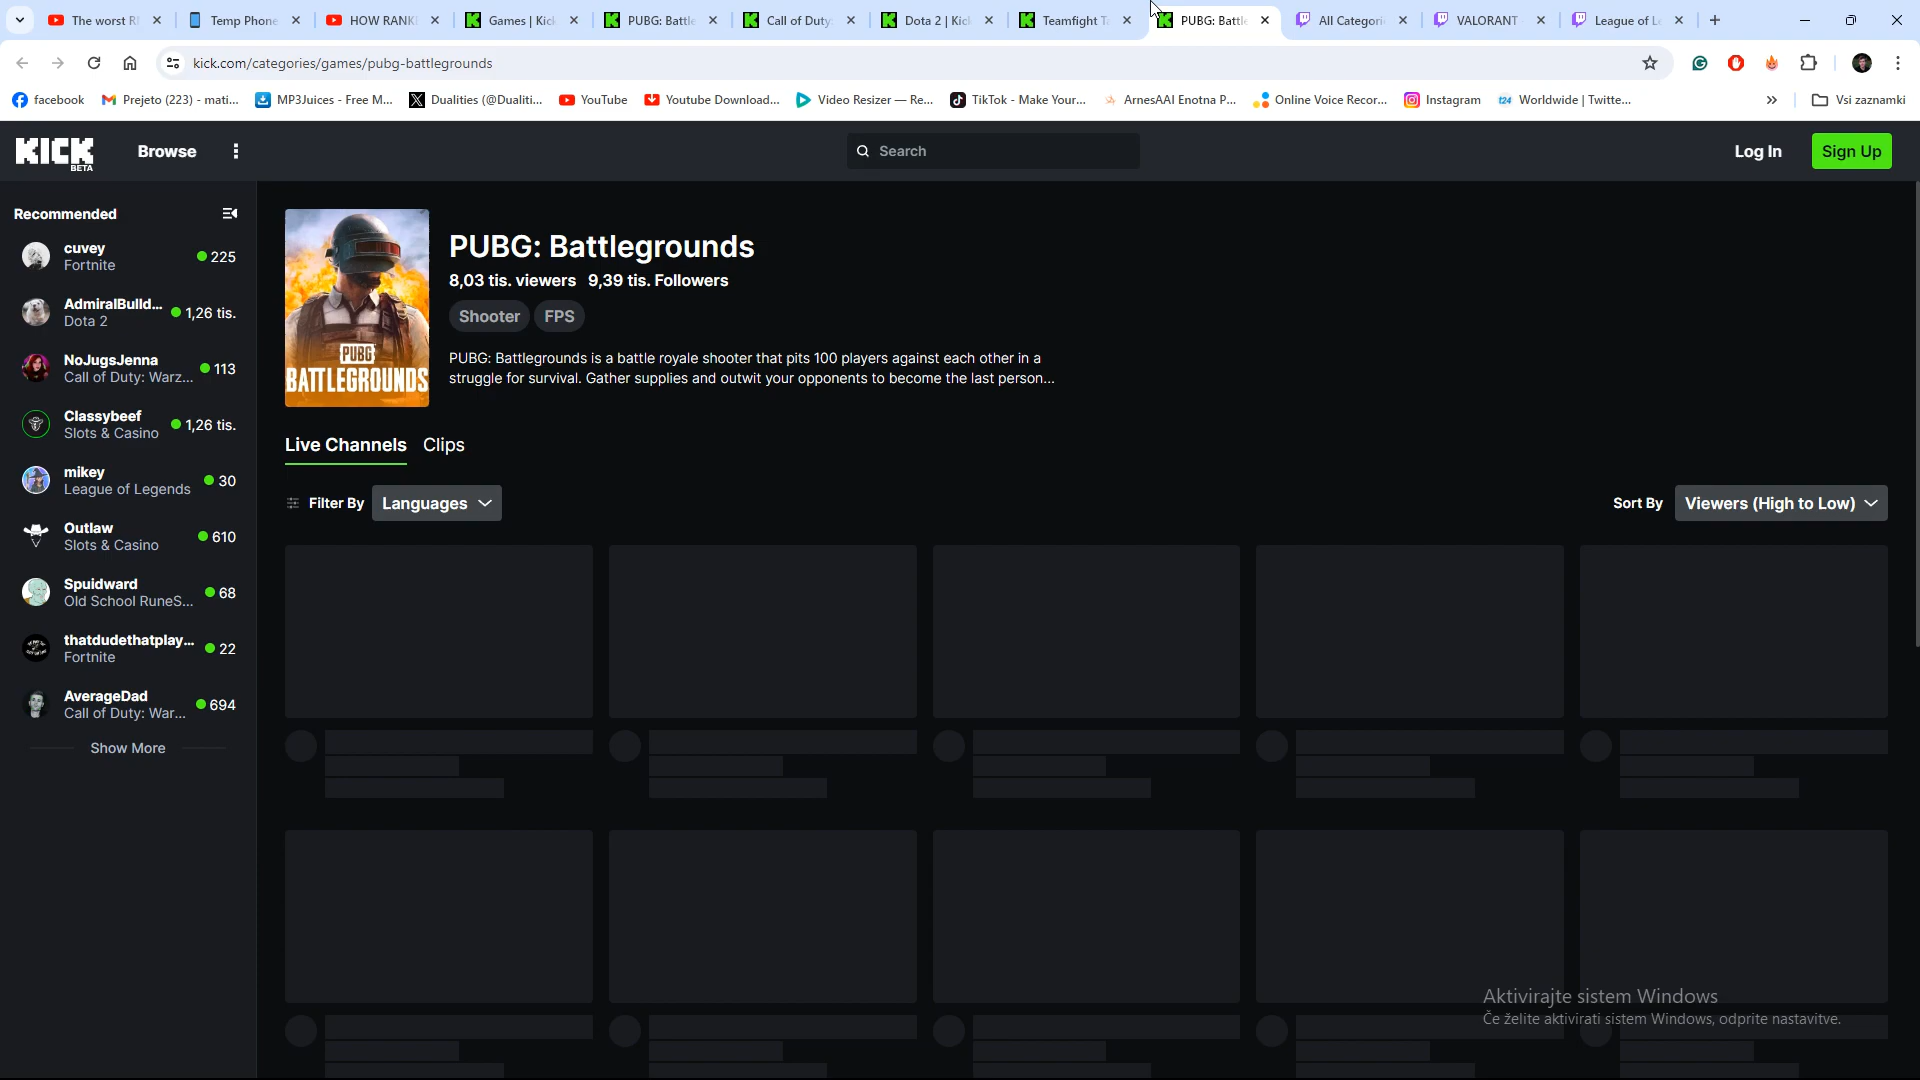 The worst R
Temp Phone
HOW RANKI
Games | Kic
PUBG: Battle
Call of Duty:
Dota 2 | Kic
Teamfight Ta
PUBG: Battle
All Categori
VALORANT
League of Le
kick.com/categories/games/pubg-battlegrounds
facebook
Prejeto (223) - mati...
MP3Juices - Free M...
Dualities (@Dualiti...
YouTube
Youtube Download...
Video Resizer — Re...
TikTok - Make Your...
ArnesAAI Enotna P...
Online Voice Recor...
Instagram
Worldwide | Twitte...
Vsi zaznamki
KICK BETA
Browse
Search
Log In
Sign Up
Recommended
cuvey
Fortnite
225
AdmiralBulld...
Dota 2
1,26 tis.
NoJugsJenna
Call of Duty: Warz...
113
Classybeef
Slots & Casino
1,26 tis.
mikey
League of Legends
30
Outlaw
Slots & Casino
610
Spuidward
Old School RuneS...
68
thatdudethatplay...
Fortnite
22
AverageDad
Call of Duty: War...
694
Show More
PUBG
BATTLEGROUNDS
PUBG: Battlegrounds
8,03 tis. viewers 9,39 tis. Followers
Shooter FPS
PUBG: Battlegrounds is a battle royale shooter that pits 100 players against each other in a
struggle for survival. Gather supplies and outwit your opponents to become the last person...
Live Channels Clips
Filter By Languages
Sort By Viewers (High to Low)
Aktivirajte sistem Windows
Če želite aktivirati sistem Windows, odprite nastavitve.